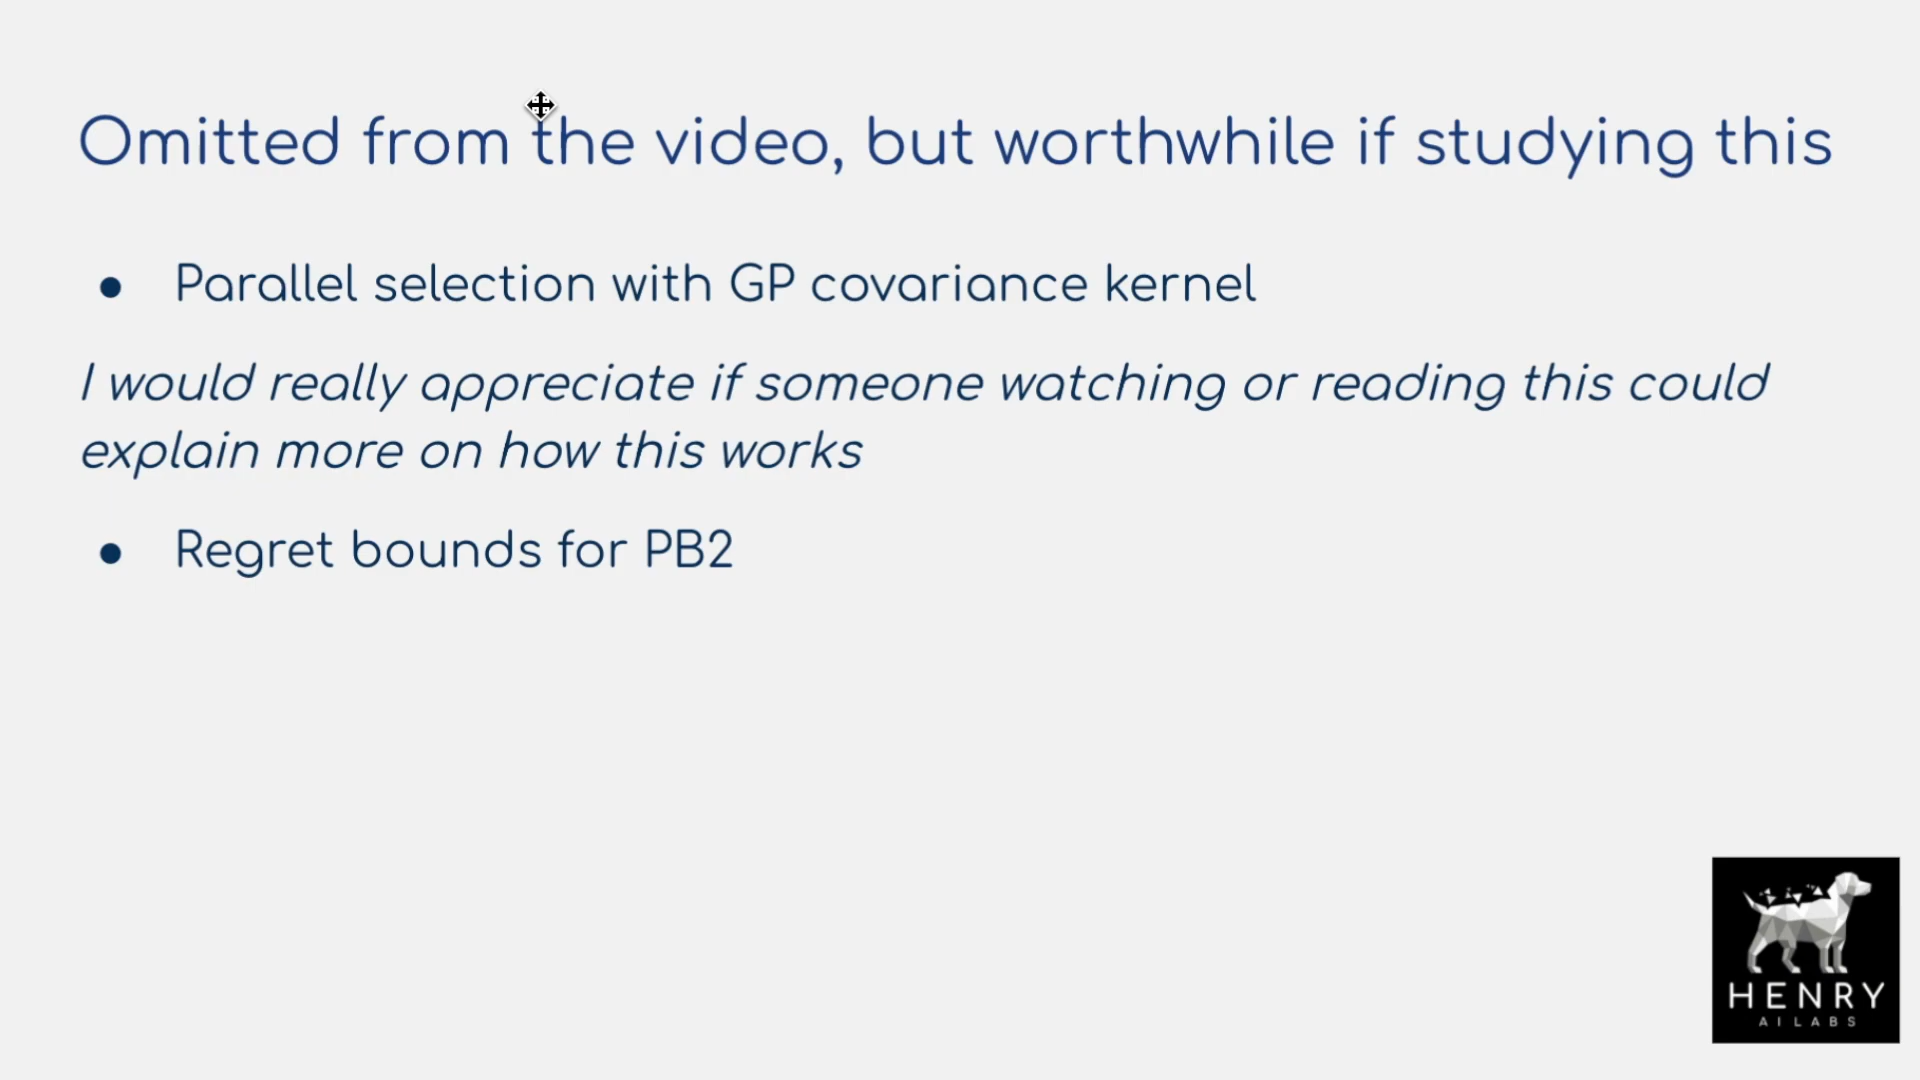 Omitted from the video, but worthwhile if studying this
● Parallel selection with GP covariance kernel
I would really appreciate if someone watching or reading this could
explain more on how this works
● Regret bounds for PB2
HENRY
AI LABS